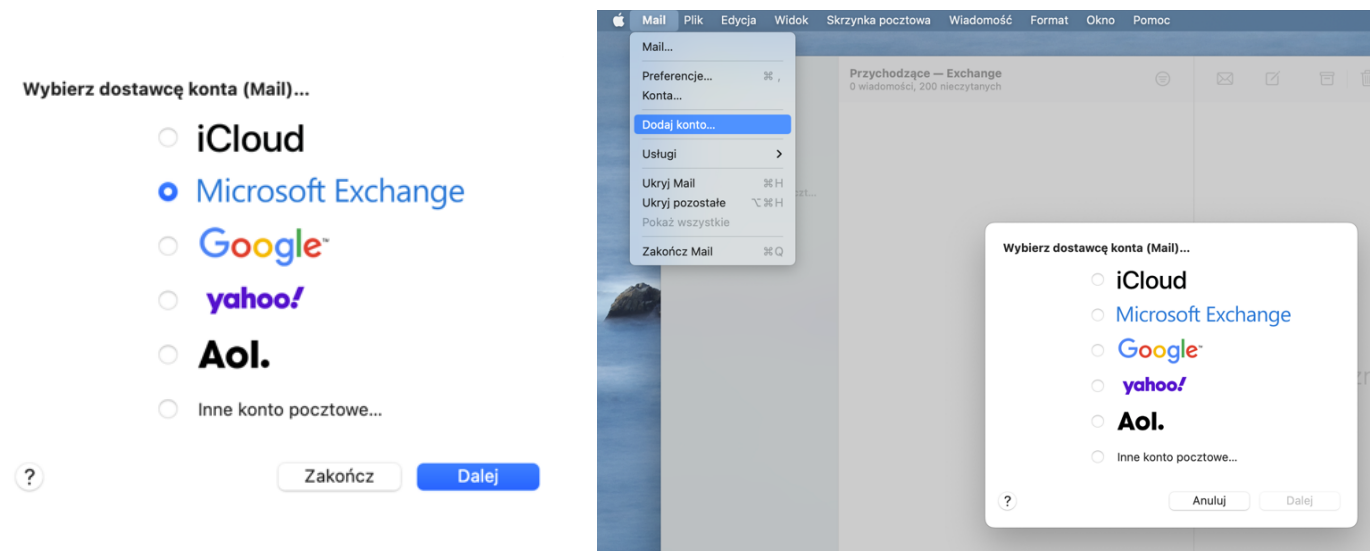 Wybierz dostawcę konta (Mail)...
iCloud
Microsoft Exchange
Google™
yahoo!
Aol.
Inne konto pocztowe...
?
Zakończ
Dalej
Mail Plik Edycja Widok Skrzynka pocztowa Wiadomość Format Okno Pomoc
Mail...
Preferencje... ⌘ ,
Konta...
Dodaj konto...
Usługi
Ukryj Mail ⌘H
Ukryj pozostałe ⌥⌘H
Pokaż wszystkie
Zakończ Mail ⌘Q
Przychodzące — Exchange
0 wiadomości, 200 nieczytanych
Wybierz dostawcę konta (Mail)...
iCloud
Microsoft Exchange
Google™
yahoo!
Aol.
Inne konto pocztowe...
?
Anuluj
Dalej